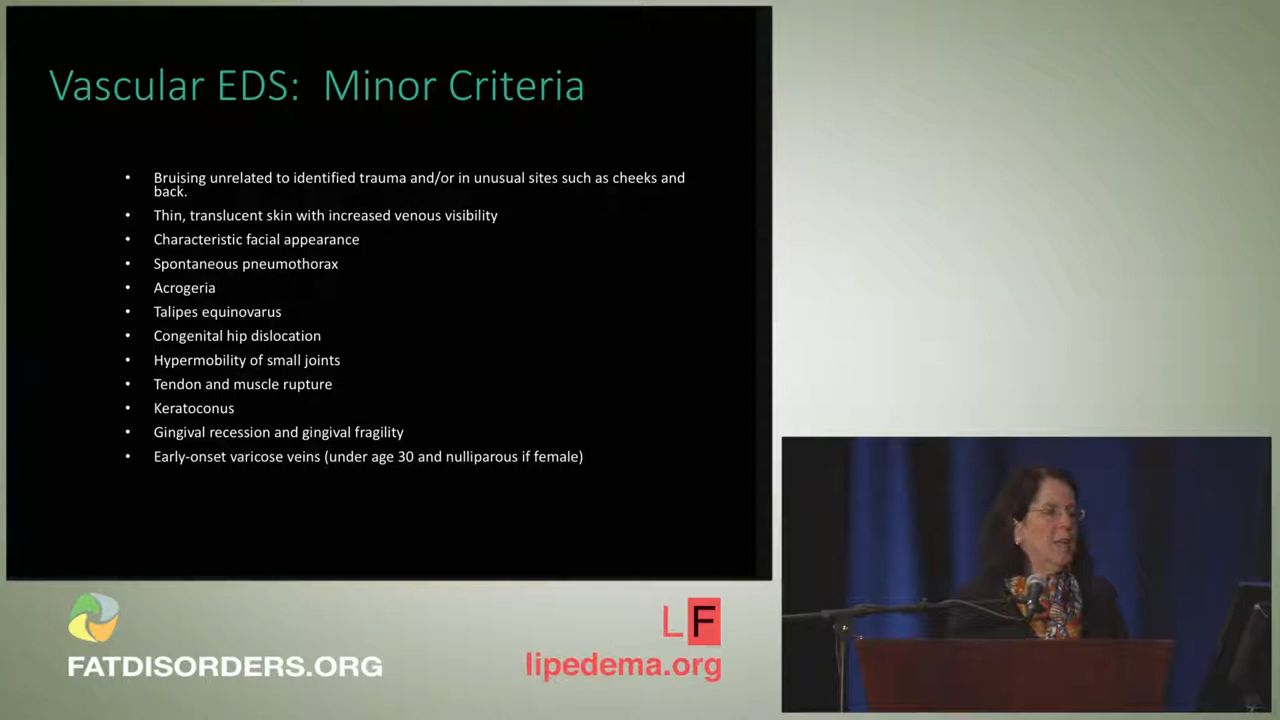 Vascular EDS:  Minor Criteria
• Bruising unrelated to identified trauma and/or in unusual sites such as cheeks and
back.
• Thin, translucent skin with increased venous visibility
• Characteristic facial appearance
• Spontaneous pneumothorax
• Acrogeria
• Talipes equinovarus
• Congenital hip dislocation
• Hypermobility of small joints
• Tendon and muscle rupture
• Keratoconus
• Gingival recession and gingival fragility
• Early-onset varicose veins (under age 30 and nulliparous if female)
FATDISORDERS.ORG
LF
lipedema.org